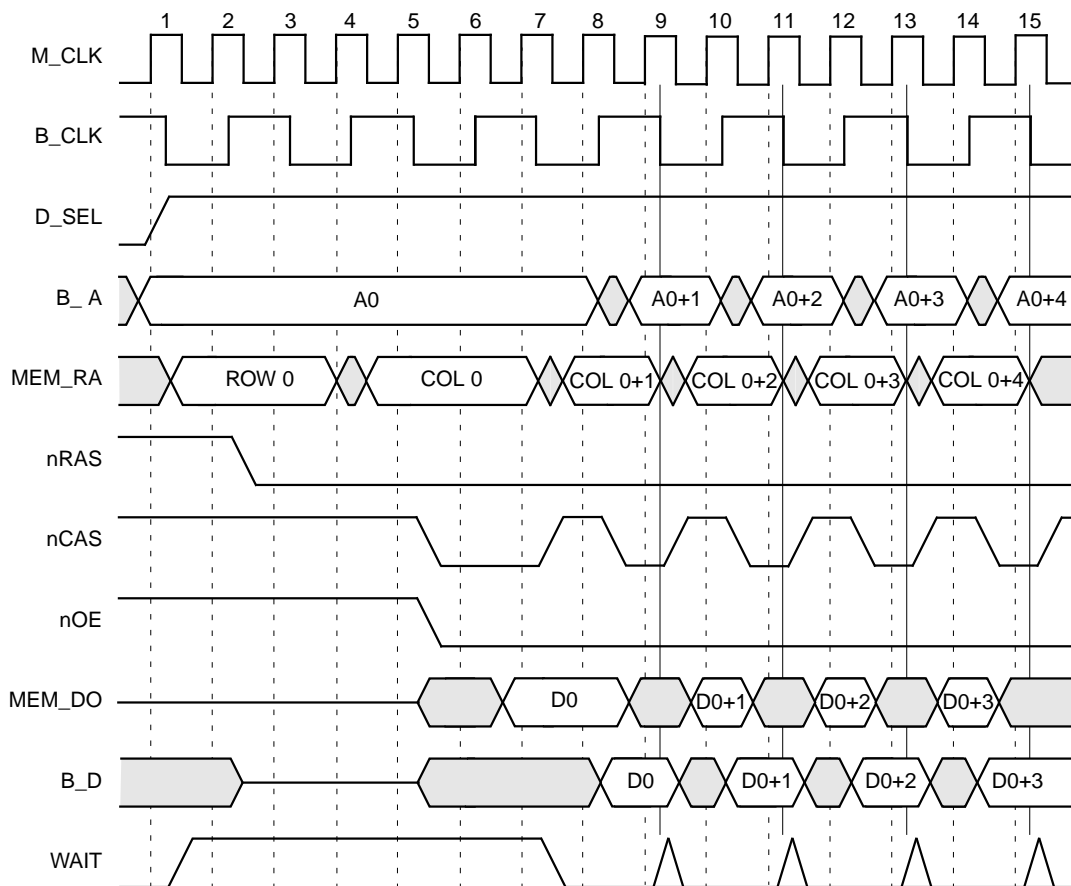 1 2 3 4 5 6 7 8 9 10 11 12 13 14 15
M_CLK
B_CLK
D_SEL
B_ A A0 A0+1 A0+2 A0+3 A0+4
MEM_RA ROW 0 COL 0 COL 0+1 COL 0+2 COL 0+3 COL 0+4
nRAS
nCAS
nOE
MEM_DO D0 D0+1 D0+2 D0+3
B_D D0 D0+1 D0+2 D0+3
WAIT